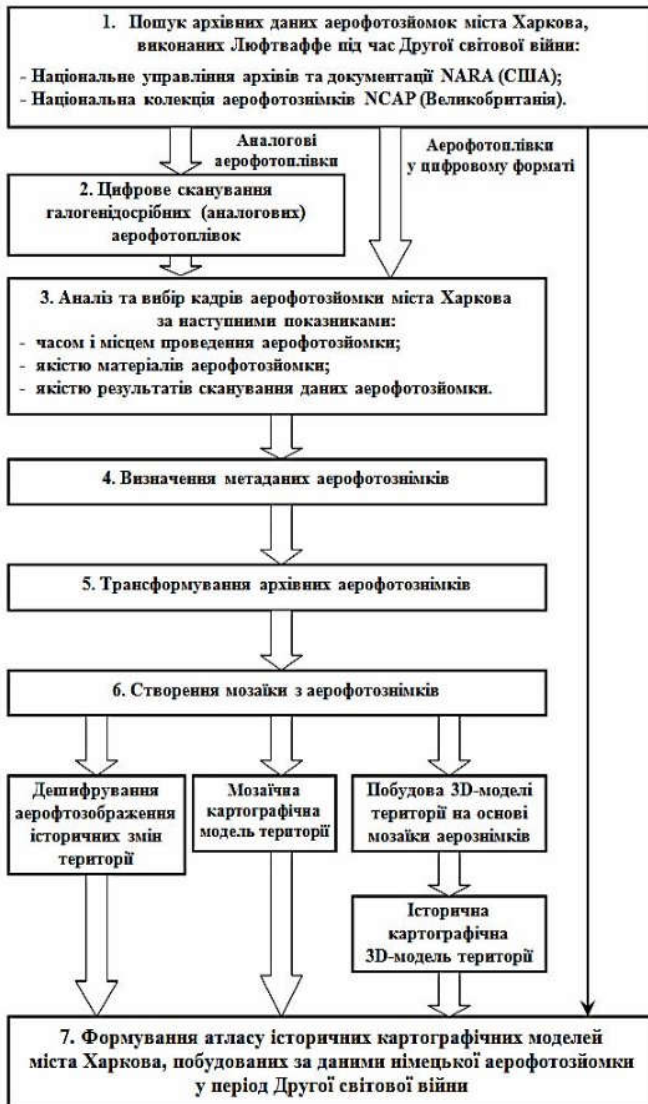 1. Пошук архівних даних аерофотозйомок міста Харкова,
виконаних Люфтваффе під час Другої світової війни:
- Національне управління архівів та документації NARA (США);
- Національна колекція аерофотознімків NCAP (Великобританія).
Аналогові
аерофотоплівки
Аерофотоплівки
у цифровому форматі
2. Цифрове сканування
галогенідосрібних (аналогових)
аерофотоплівок
3. Аналіз та вибір кадрів аерофотозйомки міста Харкова
за наступними показниками:
- часом і місцем проведення аерофотозйомки;
- якістю матеріалів аерофотозйомки;
- якістю результатів сканування даних аерофотозйомки.
4. Визначення метаданих аерофотознімків
5. Трансформування архівних аерофотознімків
6. Створення мозаїки з аерофотознімків
Дешифрування
аерофтозображення
історичних змін
території
Мозаїчна
картографічна
модель території
Побудова 3D-моделі
території на основі
мозаїки аерознімків
Історична
картографічна
3D-модель території
7. Формування атласу історичних картографічних моделей
міста Харкова, побудованих за даними німецької аерофотозйомки
у період Другої світової війни